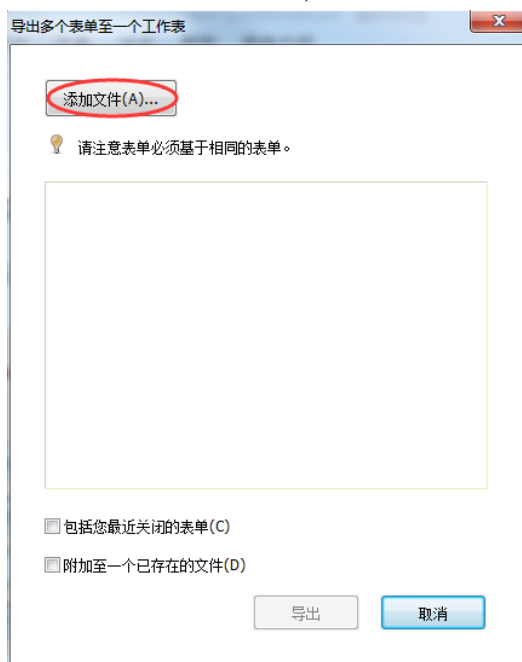 导出多个表单至一个工作表
添加文件(A)...
请注意表单必须基于相同的表单。
包括您最近关闭的表单(C)
附加至一个已存在的文件(D)
导出
取消